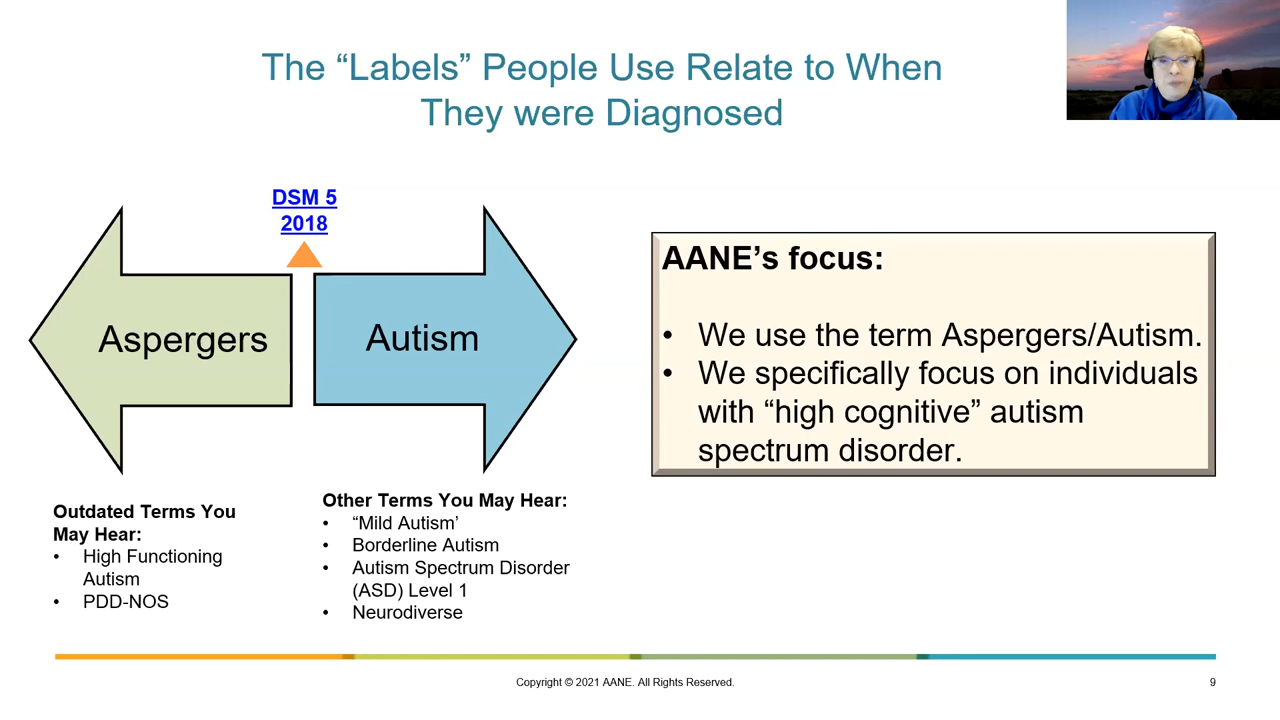 The “Labels” People Use Relate to When
They were Diagnosed
DSM 5
2018
Aspergers
Autism
AANE’s focus:
• We use the term Aspergers/Autism.
• We specifically focus on individuals
with “high cognitive” autism
spectrum disorder.
Outdated Terms You
May Hear:
• High Functioning
Autism
• PDD-NOS
Other Terms You May Hear:
• “Mild Autism’
• Borderline Autism
• Autism Spectrum Disorder
(ASD) Level 1
• Neurodiverse
Copyright © 2021 AANE. All Rights Reserved.
9